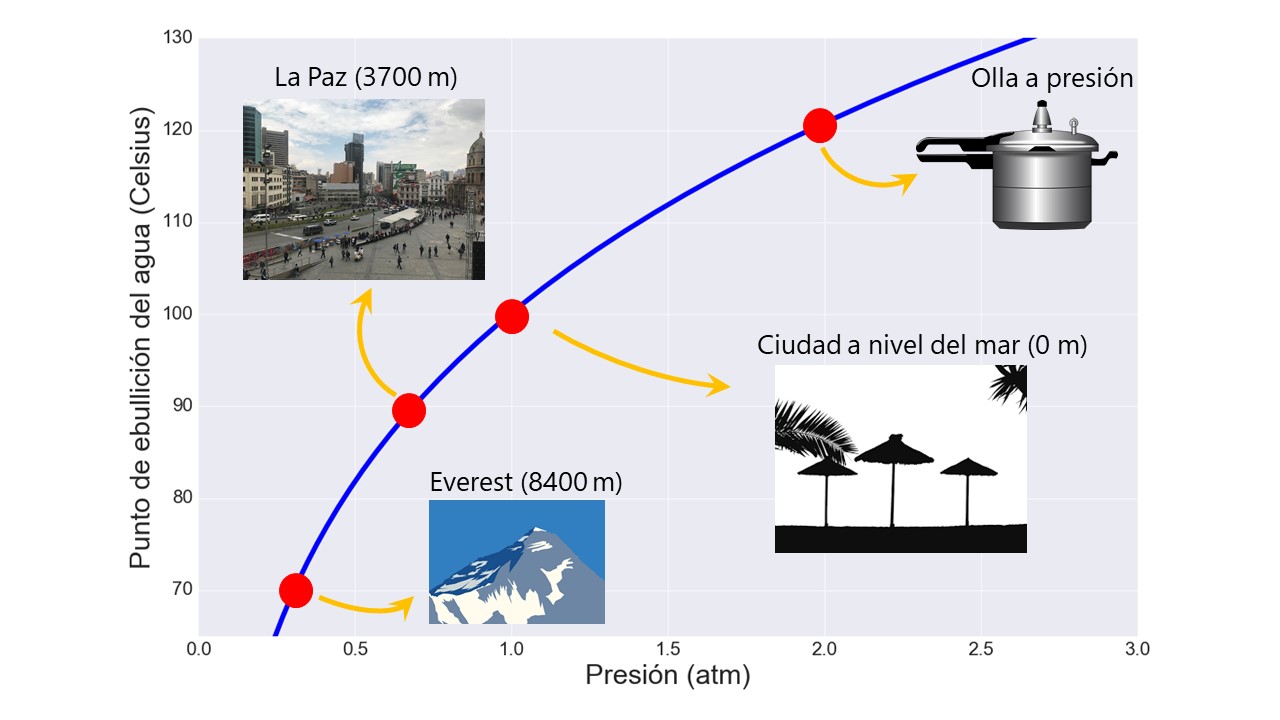 130
120
110
100
90
80
70
Punto de ebullición del agua (Celsius)
La Paz (3700 m)
Olla a presión
Ciudad a nivel del mar (0 m)
Everest (8400 m)
0.0 0.5 1.0 1.5 2.0 2.5 3.0
Presión (atm)